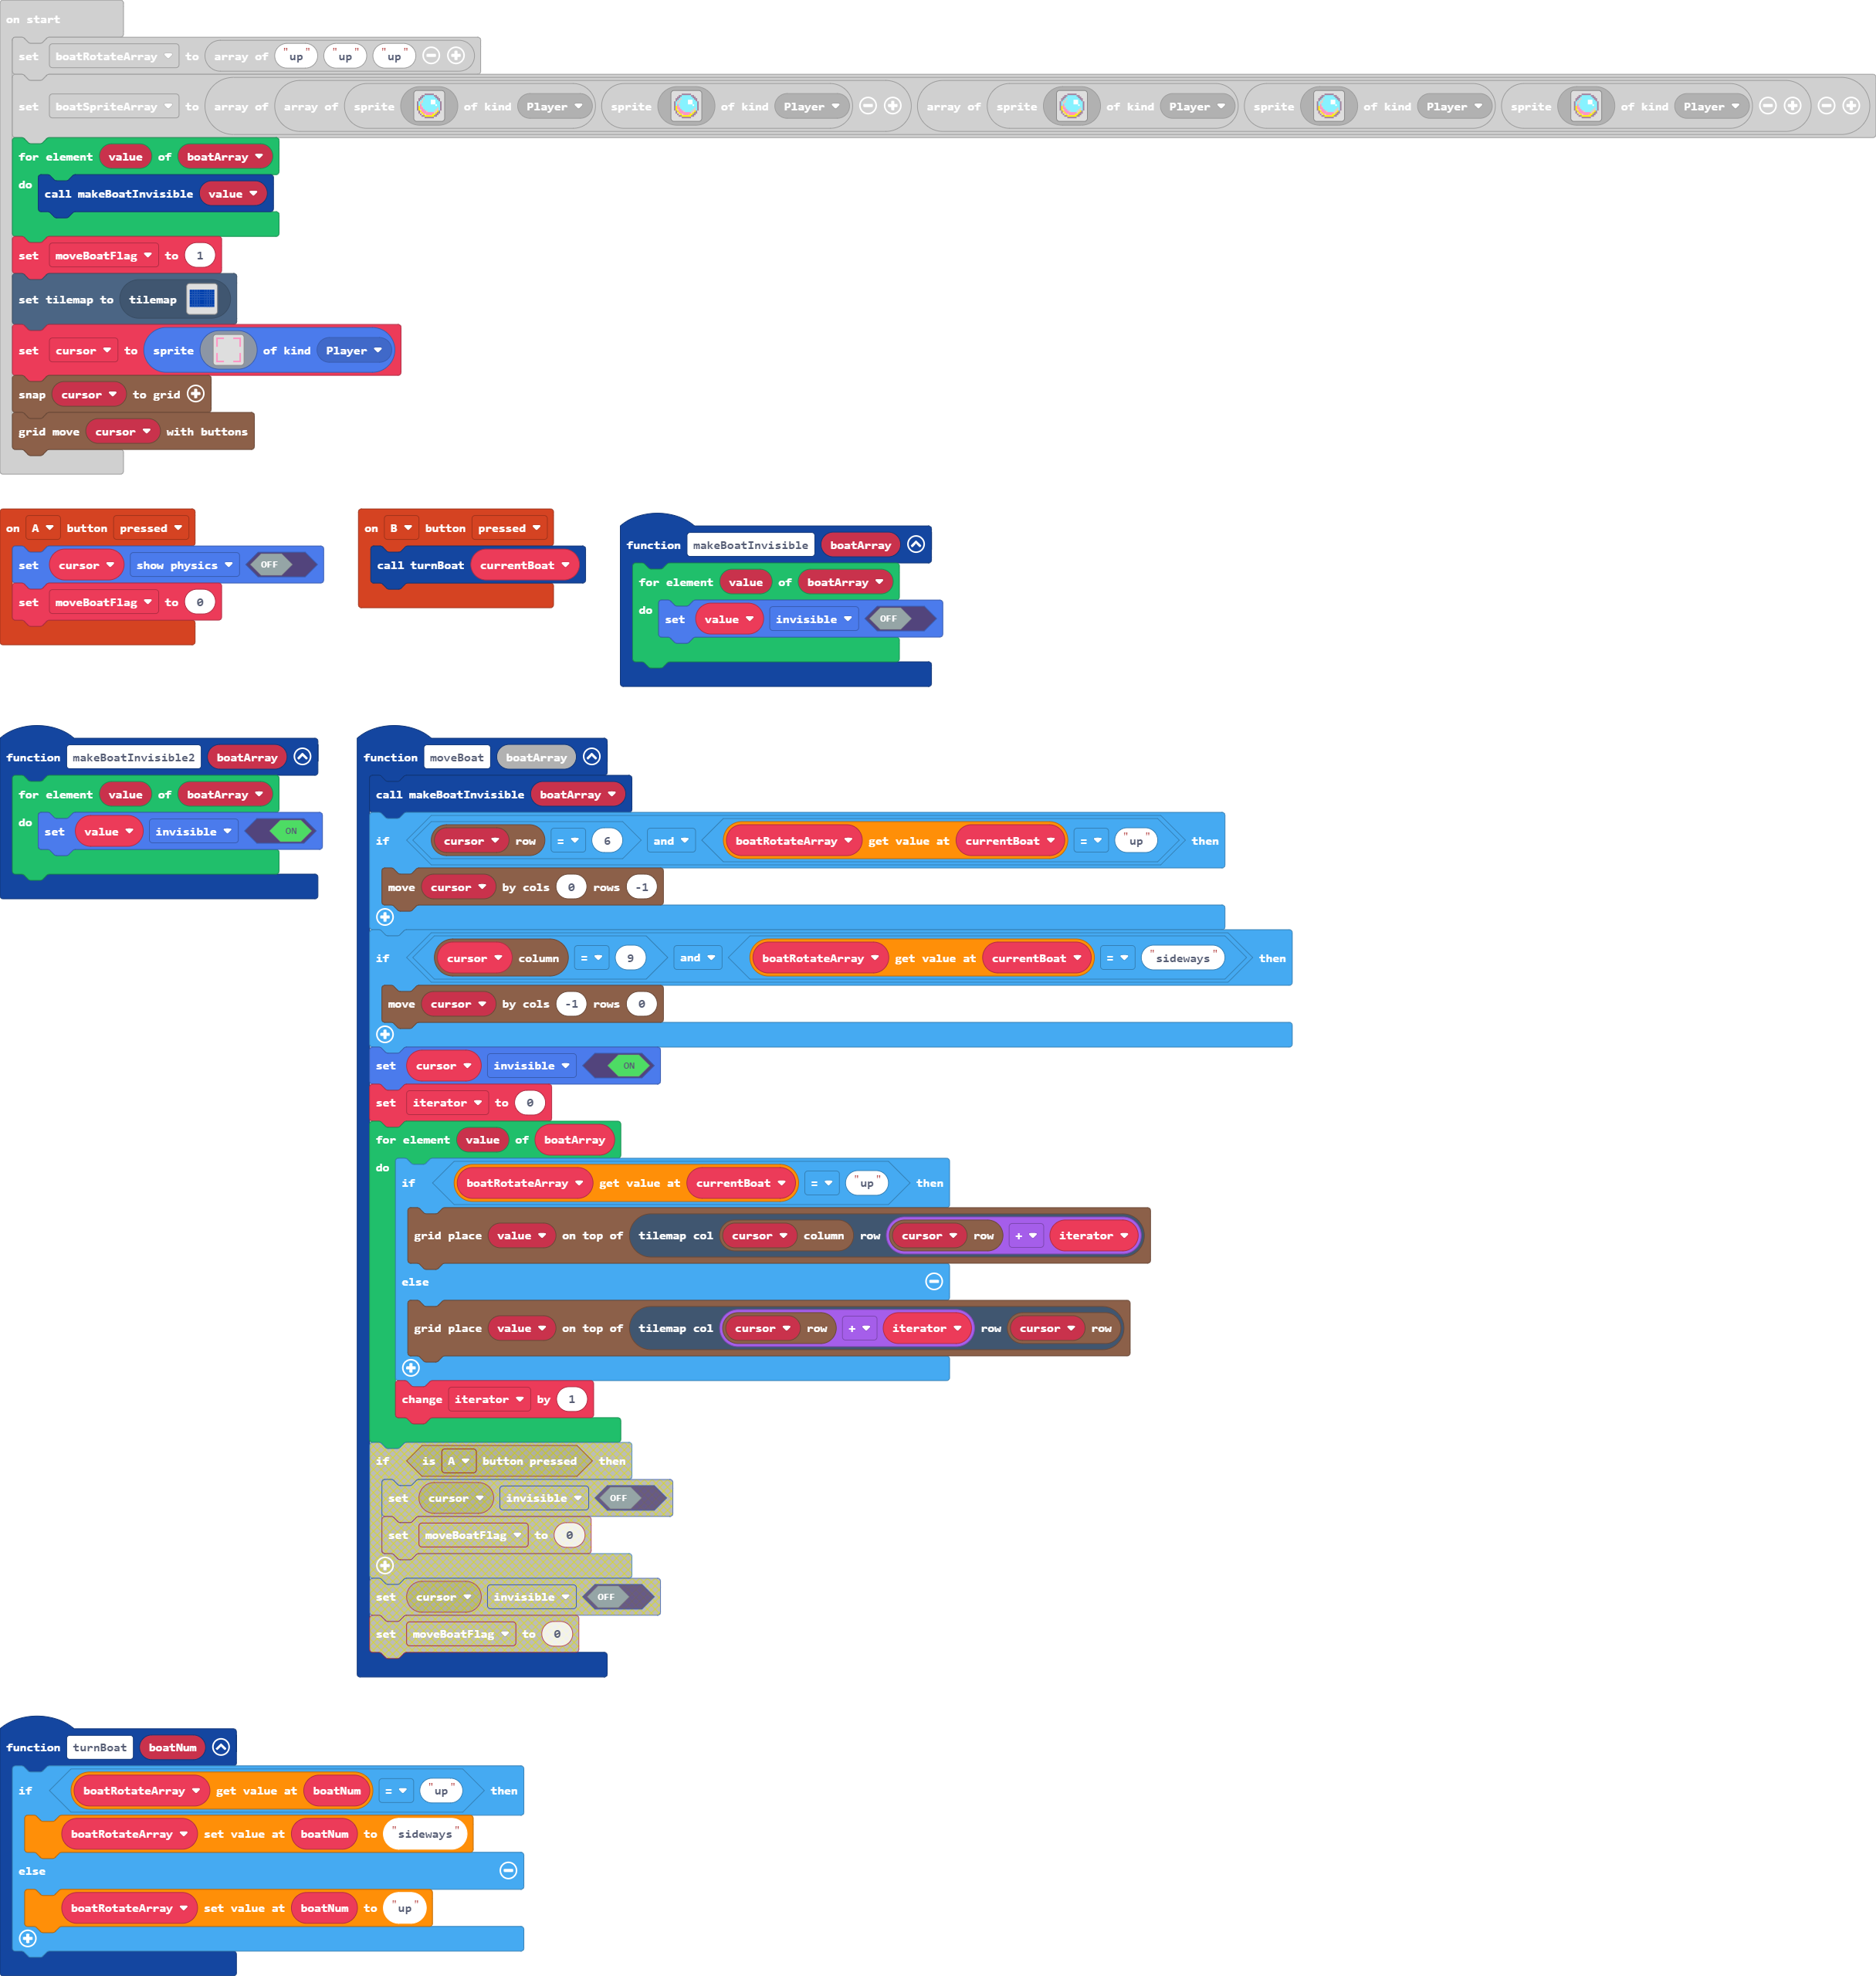 on start
set boatRotateArray to array of "up" "up" "up"
set boatSpriteArray to array of array of sprite of kind Player sprite of kind Player array of sprite of kind Player sprite of kind Player sprite of kind Player
for element value of boatArray
do call makeBoatInvisible value
set moveBoatFlag to 1
set tilemap to tilemap
set cursor to sprite of kind Player
snap cursor to grid
grid move cursor with buttons
on A button pressed
set cursor show physics OFF
set moveBoatFlag to 0
on B button pressed
call turnBoat currentBoat
function makeBoatInvisible boatArray
for element value of boatArray
do set value invisible OFF
function makeBoatInvisible2 boatArray
for element value of boatArray
do set value invisible ON
function moveBoat boatArray
call makeBoatInvisible boatArray
if cursor row = 6 and boatRotateArray get value at currentBoat = "up" then
move cursor by cols 0 rows -1
if cursor column = 9 and boatRotateArray get value at currentBoat = "sideways" then
move cursor by cols -1 rows 0
set cursor invisible ON
set iterator to 0
for element value of boatArray
do if boatRotateArray get value at currentBoat = "up" then
grid place value on top of tilemap col cursor column row cursor row + iterator
else
grid place value on top of tilemap col cursor row + iterator row cursor row
change iterator by 1
if is A button pressed then
set cursor invisible OFF
set moveBoatFlag to 0
set cursor invisible OFF
set moveBoatFlag to 0
function turnBoat boatNum
if boatRotateArray get value at boatNum = "up" then
boatRotateArray set value at boatNum to "sideways"
else
boatRotateArray set value at boatNum to "up"